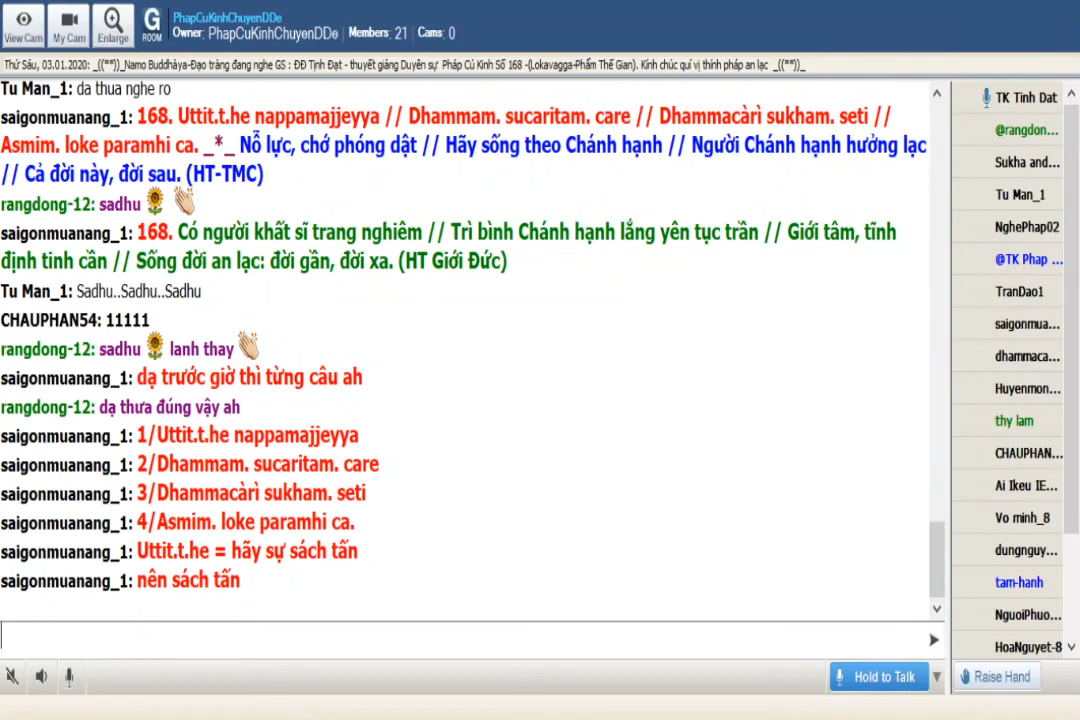 View Cam
My Cam
Enlarge
G
ROOM
PhapCuKinhChuyenDDe
Owner: PhapCuKinhChuyenDDe Members: 21 Cams: 0
Thứ Sáu, 03.01.2020: _((**))_Namo Buddhàya-Đạo tràng đang nghe GS : ĐĐ Tịnh Đạt - thuyết giảng Duyên sự Pháp Cú Kinh Số 168 -(Lokavagga-Phẩm Thế Gian). Kính chúc quí vị thính pháp an lạc _((**))_
Tu Man_1: da thua nghe ro
saigonmuanang_1: 168. Uttit.t.he nappamajjeyya // Dhammam. sucaritam. care // Dhammacàrì sukham. seti //
Asmim. loke paramhi ca. _*_ Nỗ lực, chớ phóng dật // Hãy sống theo Chánh hạnh // Người Chánh hạnh hưởng lạc
// Cả đời này, đời sau. (HT-TMC)
rangdong-12: sadhu
saigonmuanang_1: 168. Có người khất sĩ trang nghiêm // Trì bình Chánh hạnh lắng yên tục trần // Giới tâm, tĩnh
định tinh cần // Sống đời an lạc: đời gần, đời xa. (HT Giới Đức)
Tu Man_1: Sadhu..Sadhu..Sadhu
CHAUPHAN54: 11111
rangdong-12: sadhu lanh thay
saigonmuanang_1: dạ trước giờ thì từng câu ah
rangdong-12: dạ thưa đúng vậy ah
saigonmuanang_1: 1/Uttit.t.he nappamajjeyya
saigonmuanang_1: 2/Dhammam. sucaritam. care
saigonmuanang_1: 3/Dhammacàrì sukham. seti
saigonmuanang_1: 4/Asmim. loke paramhi ca.
saigonmuanang_1: Uttit.t.he = hãy sự sách tấn
saigonmuanang_1: nên sách tấn
TK Tinh Dat
@rangdon...
Sukha and...
Tu Man_1
NghePhap02
@TK Phap ...
TranDao1
saigonmua...
dhammaca...
Huyenmon...
thy lam
CHAUPHAN...
Ai Ikeu IE...
Vo minh_8
dungnguy...
tam-hanh
NguoiPhuo...
HoaNguyet-8
Hold to Talk
Raise Hand